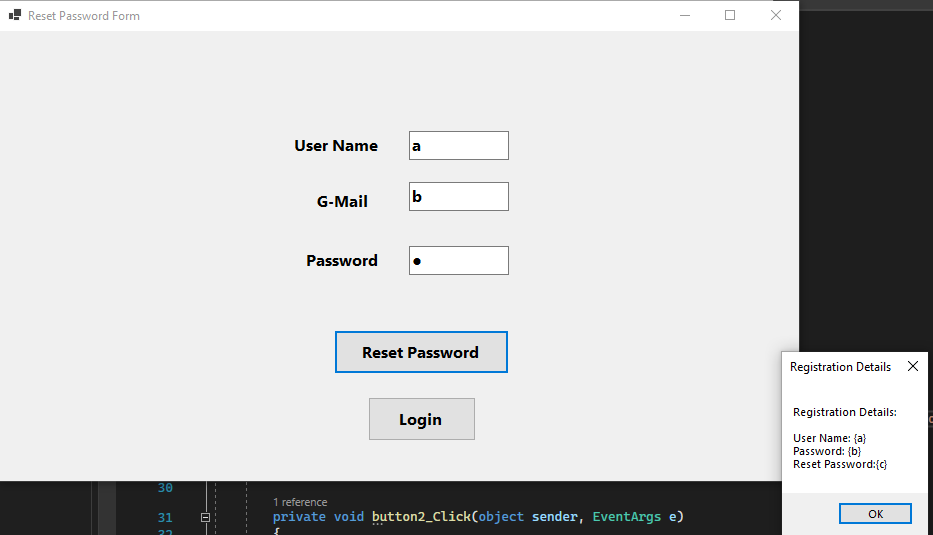 Reset Password Form
User Name
a
G-Mail
b
Password
●
Reset Password
Login
Registration Details
Registration Details:
User Name: {a}
Password: {b}
Reset Password:{c}
OK
30
1 reference
31 private void button2_Click(object sender, EventArgs e)
32 {